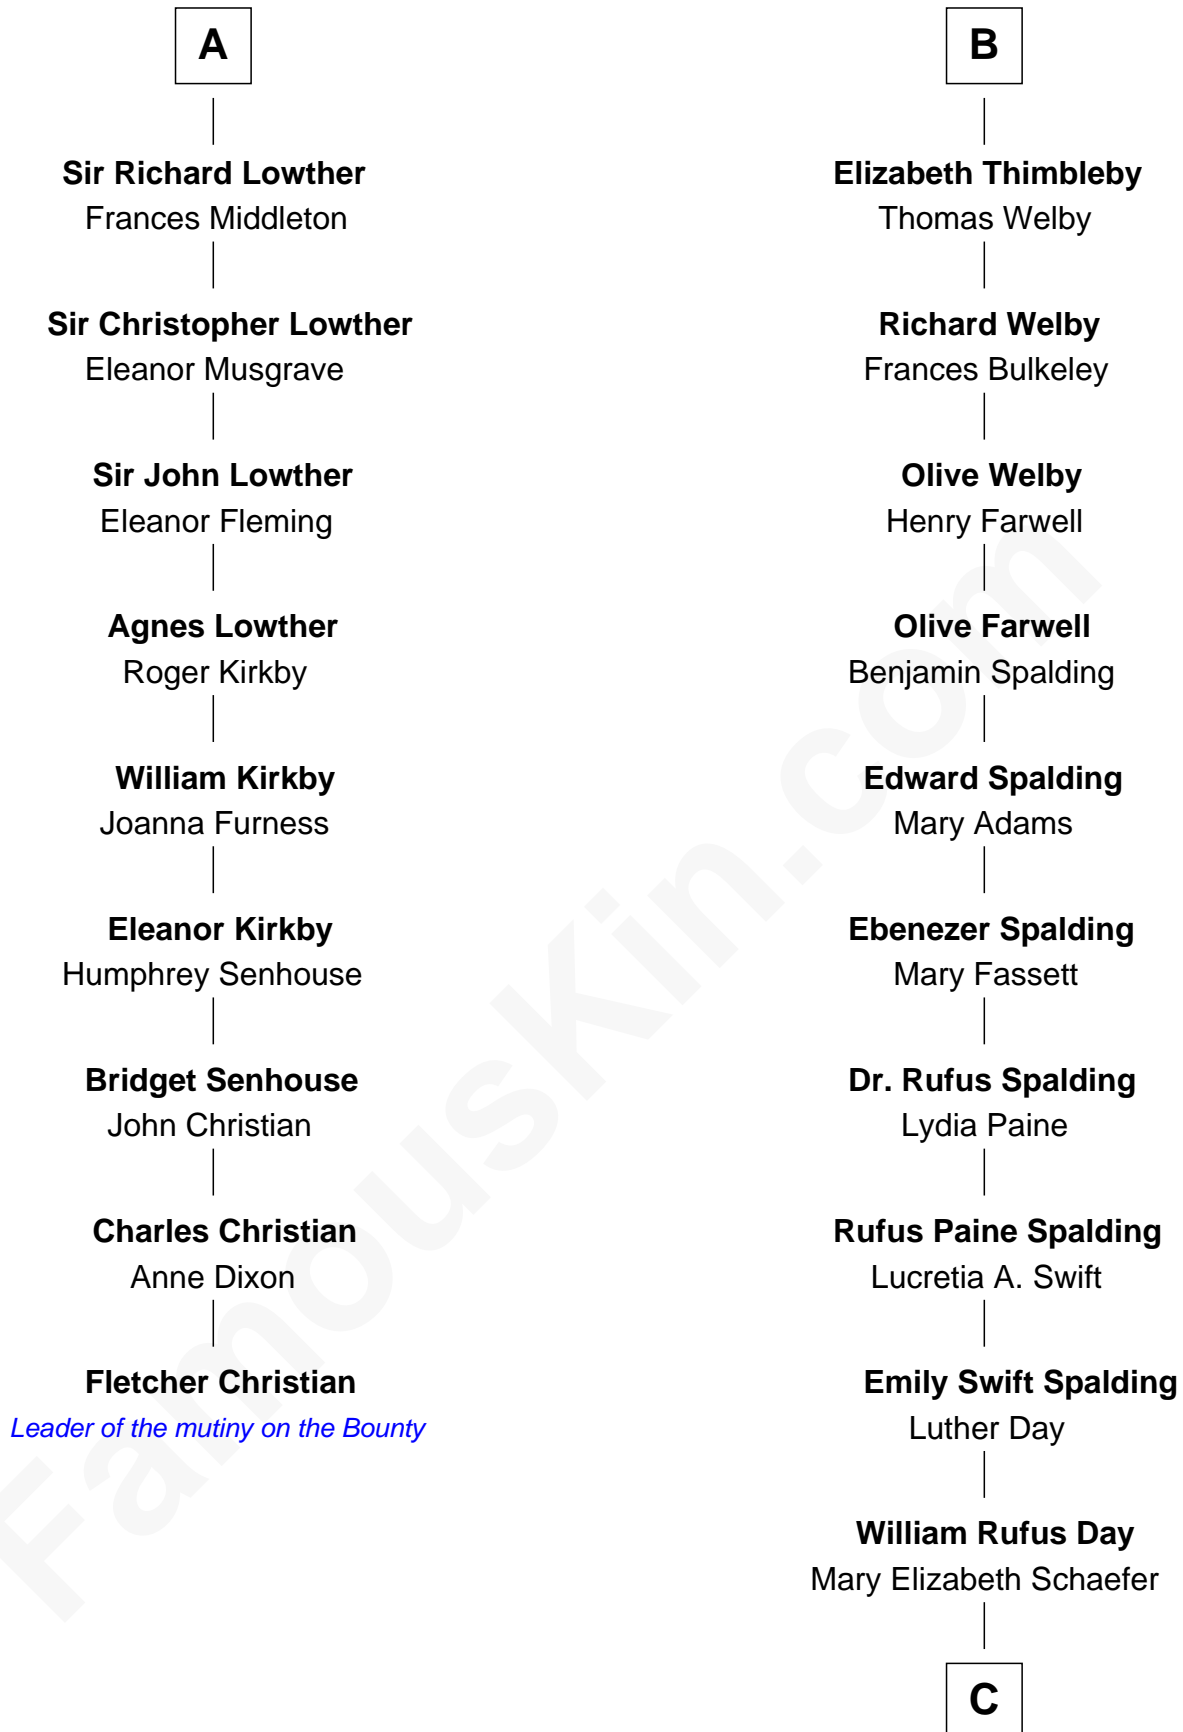 A
Sir Richard Lowther
Frances Middleton
Sir Christopher Lowther
Eleanor Musgrave
Sir John Lowther
Eleanor Fleming
Agnes Lowther
Roger Kirkby
William Kirkby
Joanna Furness
Eleanor Kirkby
Humphrey Senhouse
Bridget Senhouse
John Christian
Charles Christian
Anne Dixon
Fletcher Christian
Leader of the mutiny on the Bounty
B
Elizabeth Thimbleby
Thomas Welby
Richard Welby
Frances Bulkeley
Olive Welby
Henry Farwell
Olive Farwell
Benjamin Spalding
Edward Spalding
Mary Adams
Ebenezer Spalding
Mary Fassett
Dr. Rufus Spalding
Lydia Paine
Rufus Paine Spalding
Lucretia A. Swift
Emily Swift Spalding
Luther Day
William Rufus Day
Mary Elizabeth Schaefer
C
FamousKin.com